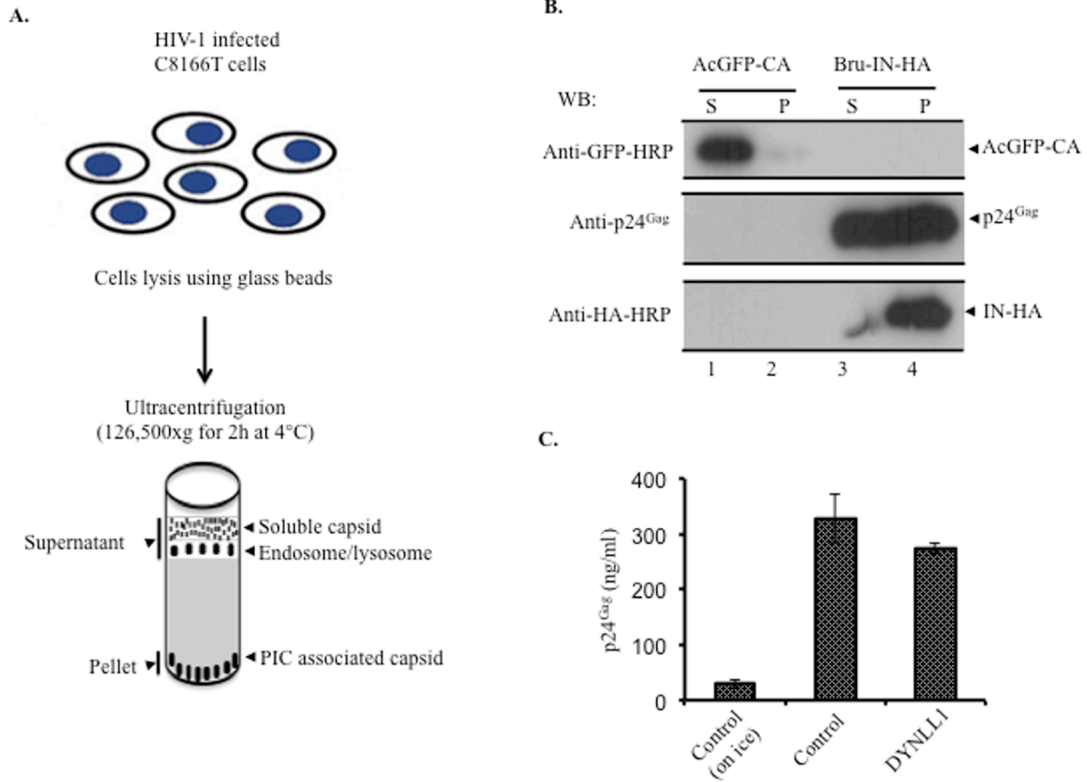 A.
HIV-1 infected
C8166T cells
Cells lysis using glass beads
Ultracentrifugation
(126,500xg for 2h at 4°C)
Supernatant
Soluble capsid
Endosome/lysosome
Pellet
PIC associated capsid
B.
AcGFP-CA Bru-IN-HA
WB: S P S P
Anti-GFP-HRP AcGFP-CA
Anti-p24Gag p24Gag
Anti-HA-HRP IN-HA
1 2 3 4
C.
p24Gag (ng/ml)
400
300
200
100
0
Control
(on ice)
Control
DYNLL1